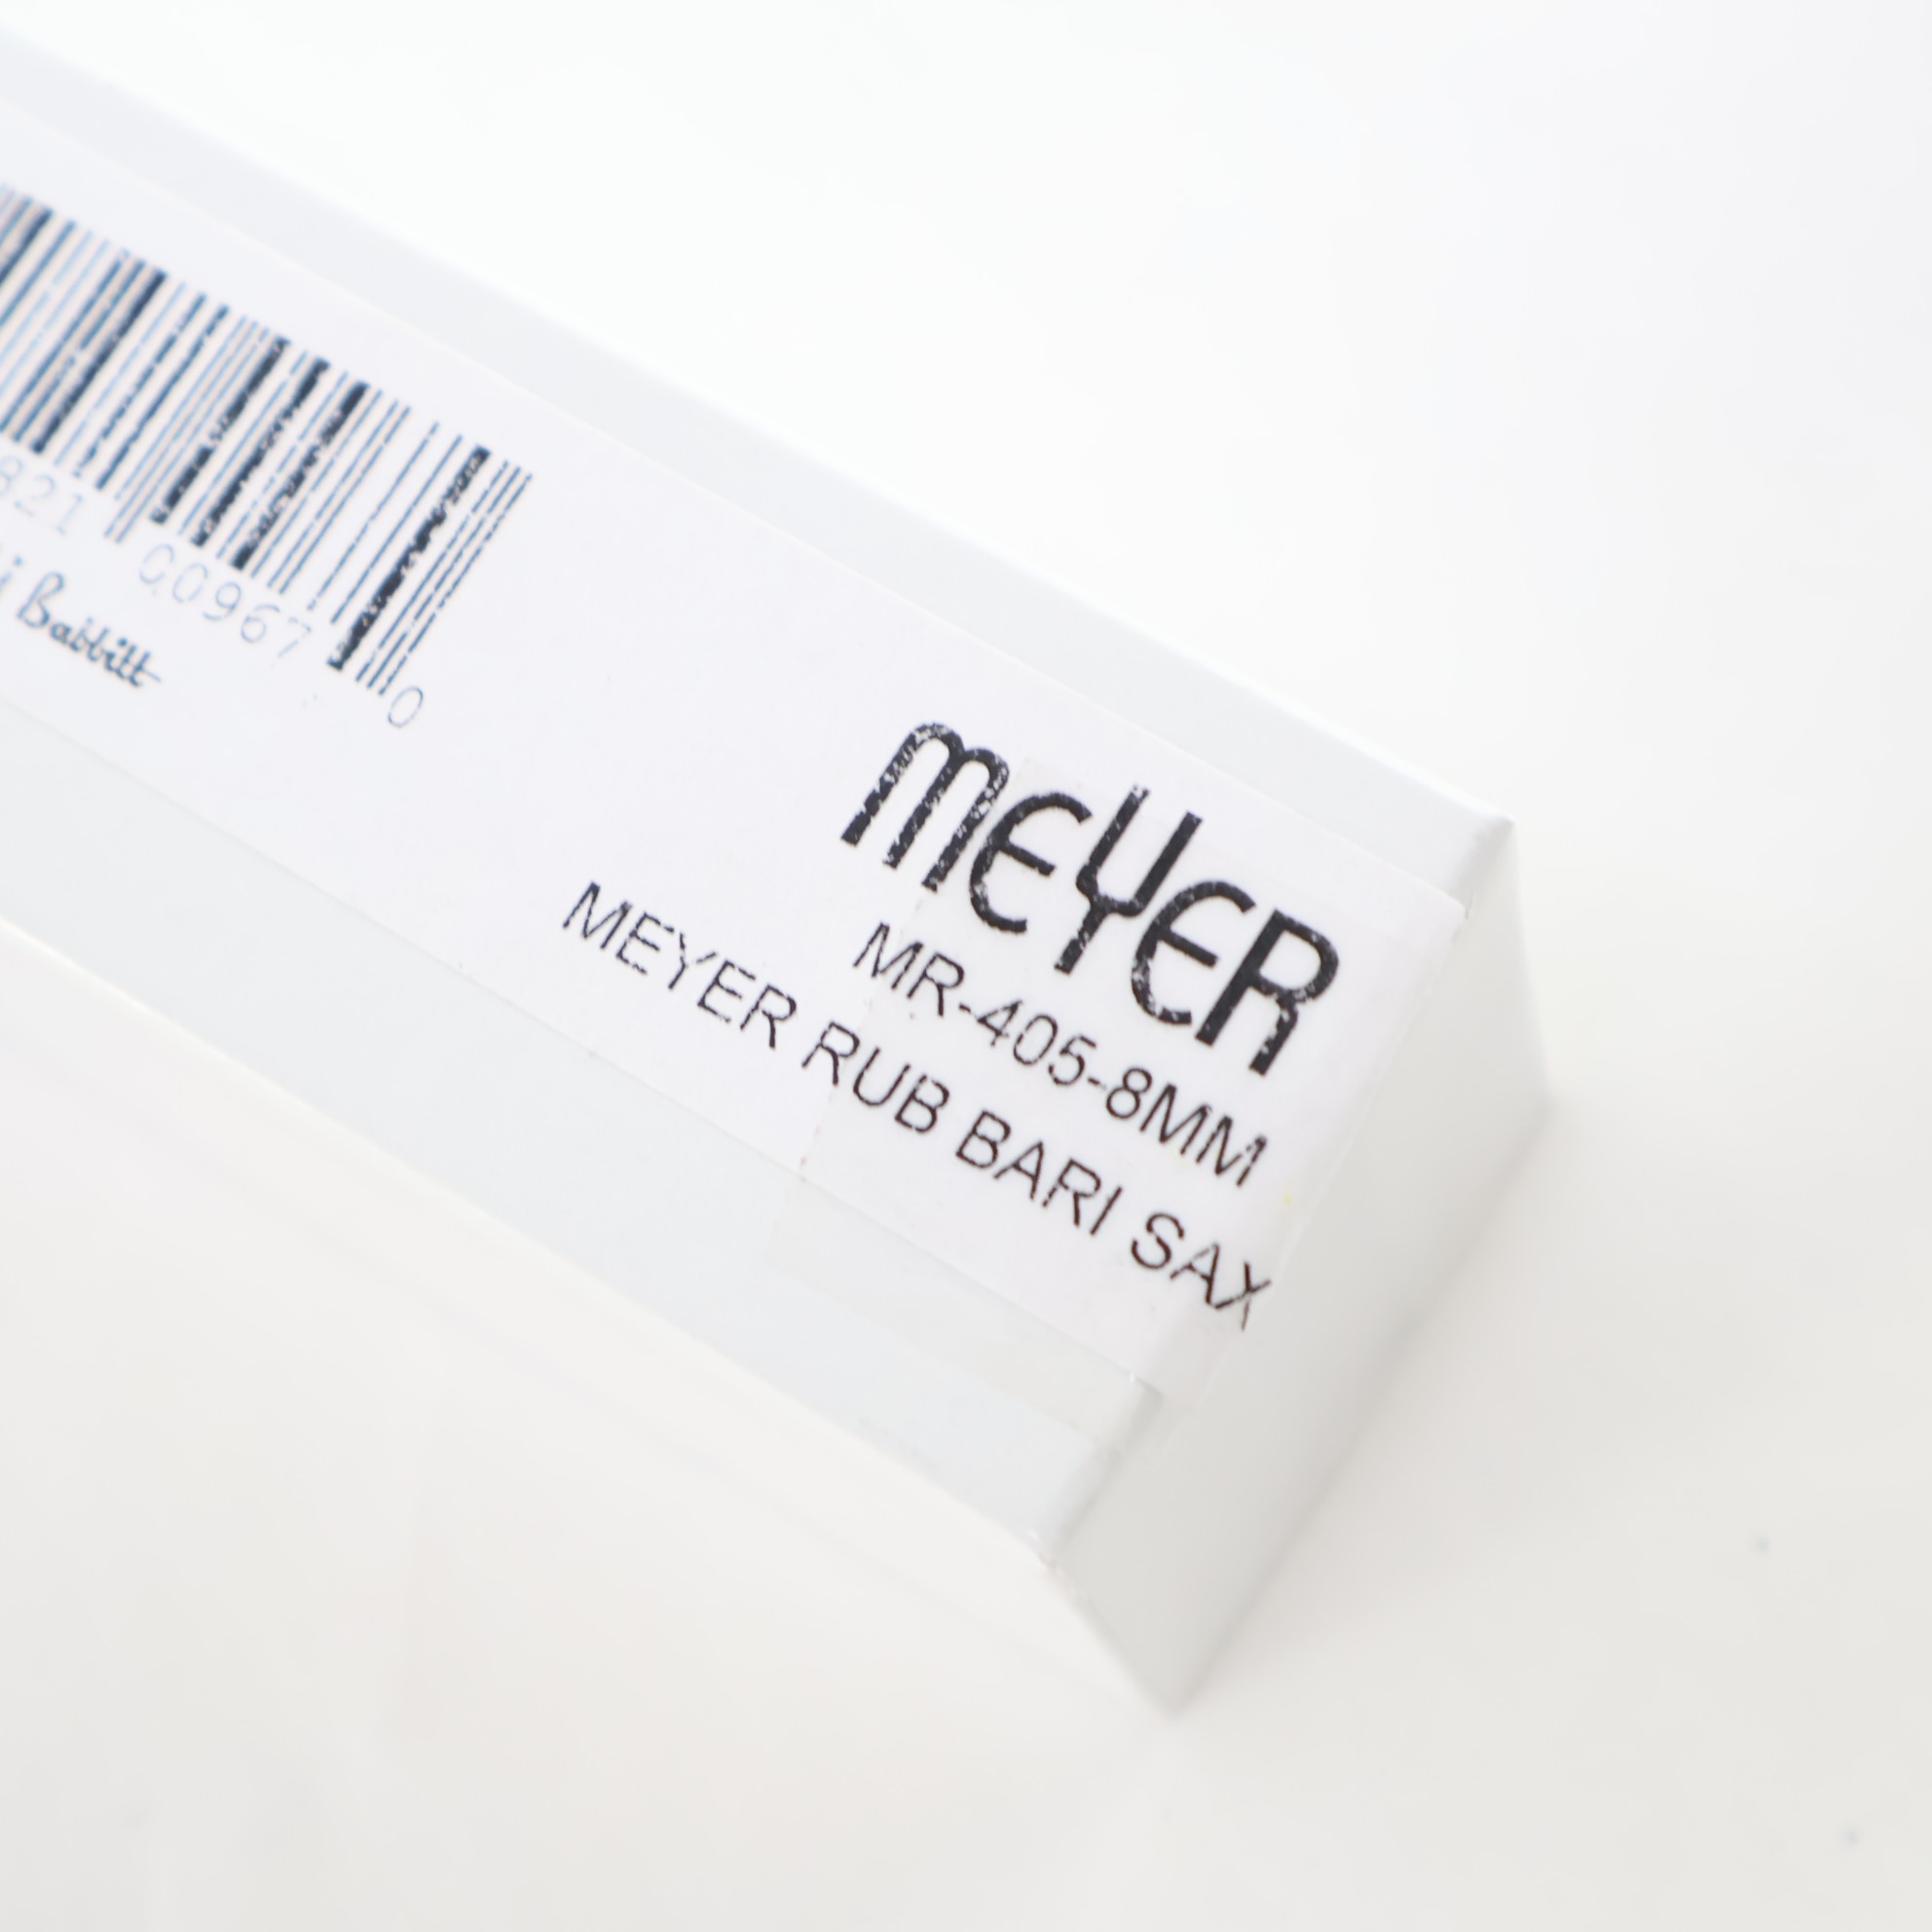 821 00967 0
Babbitt
MEYER
MR-405-8MM
MEYER RUB BARI SAX